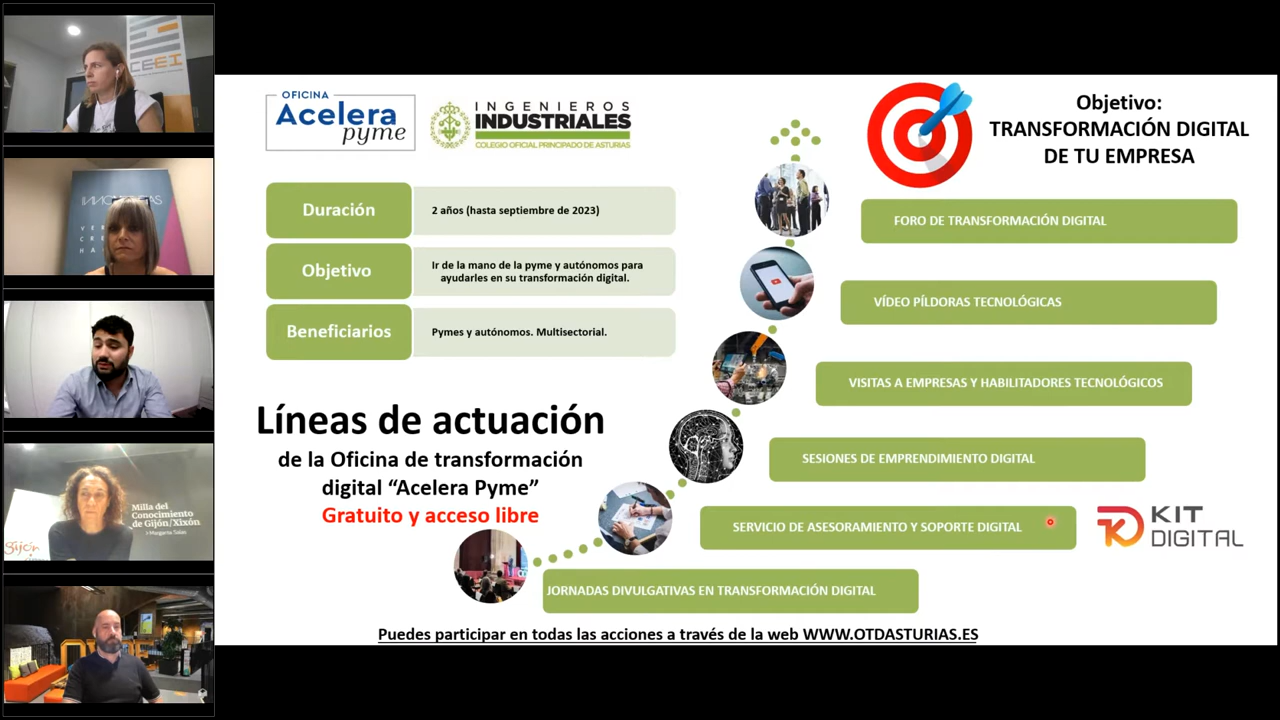 CEEI
Milla del
Conocimiento
de Gijón/Xixón
> Margarita Salas
gijón
OFICINA
Acelera
pyme
INGENIEROS
INDUSTRIALES
COLEGIO OFICIAL PRINCIPADO DE ASTURIAS
Objetivo:
TRANSFORMACIÓN DIGITAL
DE TU EMPRESA
Duración
2 años (hasta septiembre de 2023)
Objetivo
Ir de la mano de la pyme y autónomos para
ayudarles en su transformación digital.
Beneficiarios
Pymes y autónomos. Multisectorial.
Líneas de actuación
de la Oficina de transformación
digital “Acelera Pyme”
Gratuito y acceso libre
FORO DE TRANSFORMACIÓN DIGITAL
VÍDEO PÍLDORAS TECNOLÓGICAS
VISITAS A EMPRESAS Y HABILITADORES TECNOLÓGICOS
SESIONES DE EMPRENDIMIENTO DIGITAL
SERVICIO DE ASESORAMIENTO Y SOPORTE DIGITAL
KIT
DIGITAL
JORNADAS DIVULGATIVAS EN TRANSFORMACIÓN DIGITAL
Puedes participar en todas las acciones a través de la web WWW.OTDASTURIAS.ES